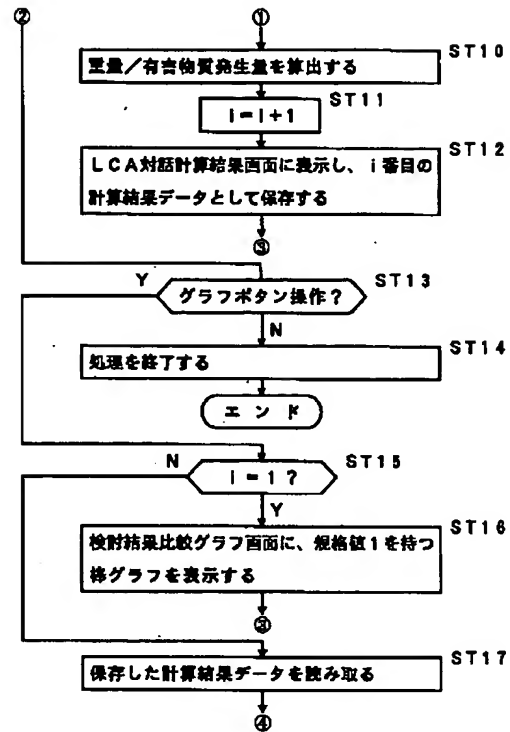 ② ①
重量/有害物質発生量を算出する ST10
i=i+1 ST11
LCA対話計算結果画面に表示し、i番目の ST12
計算結果データとして保存する
③
Y グラフボタン操作? ST13
N
処理を終了する ST14
エンド
N i=1? ST15
Y
検討結果比較グラフ画面に、規格値1を持つ ST16
棒グラフを表示する
③
保存した計算結果データを読み取る ST17
④